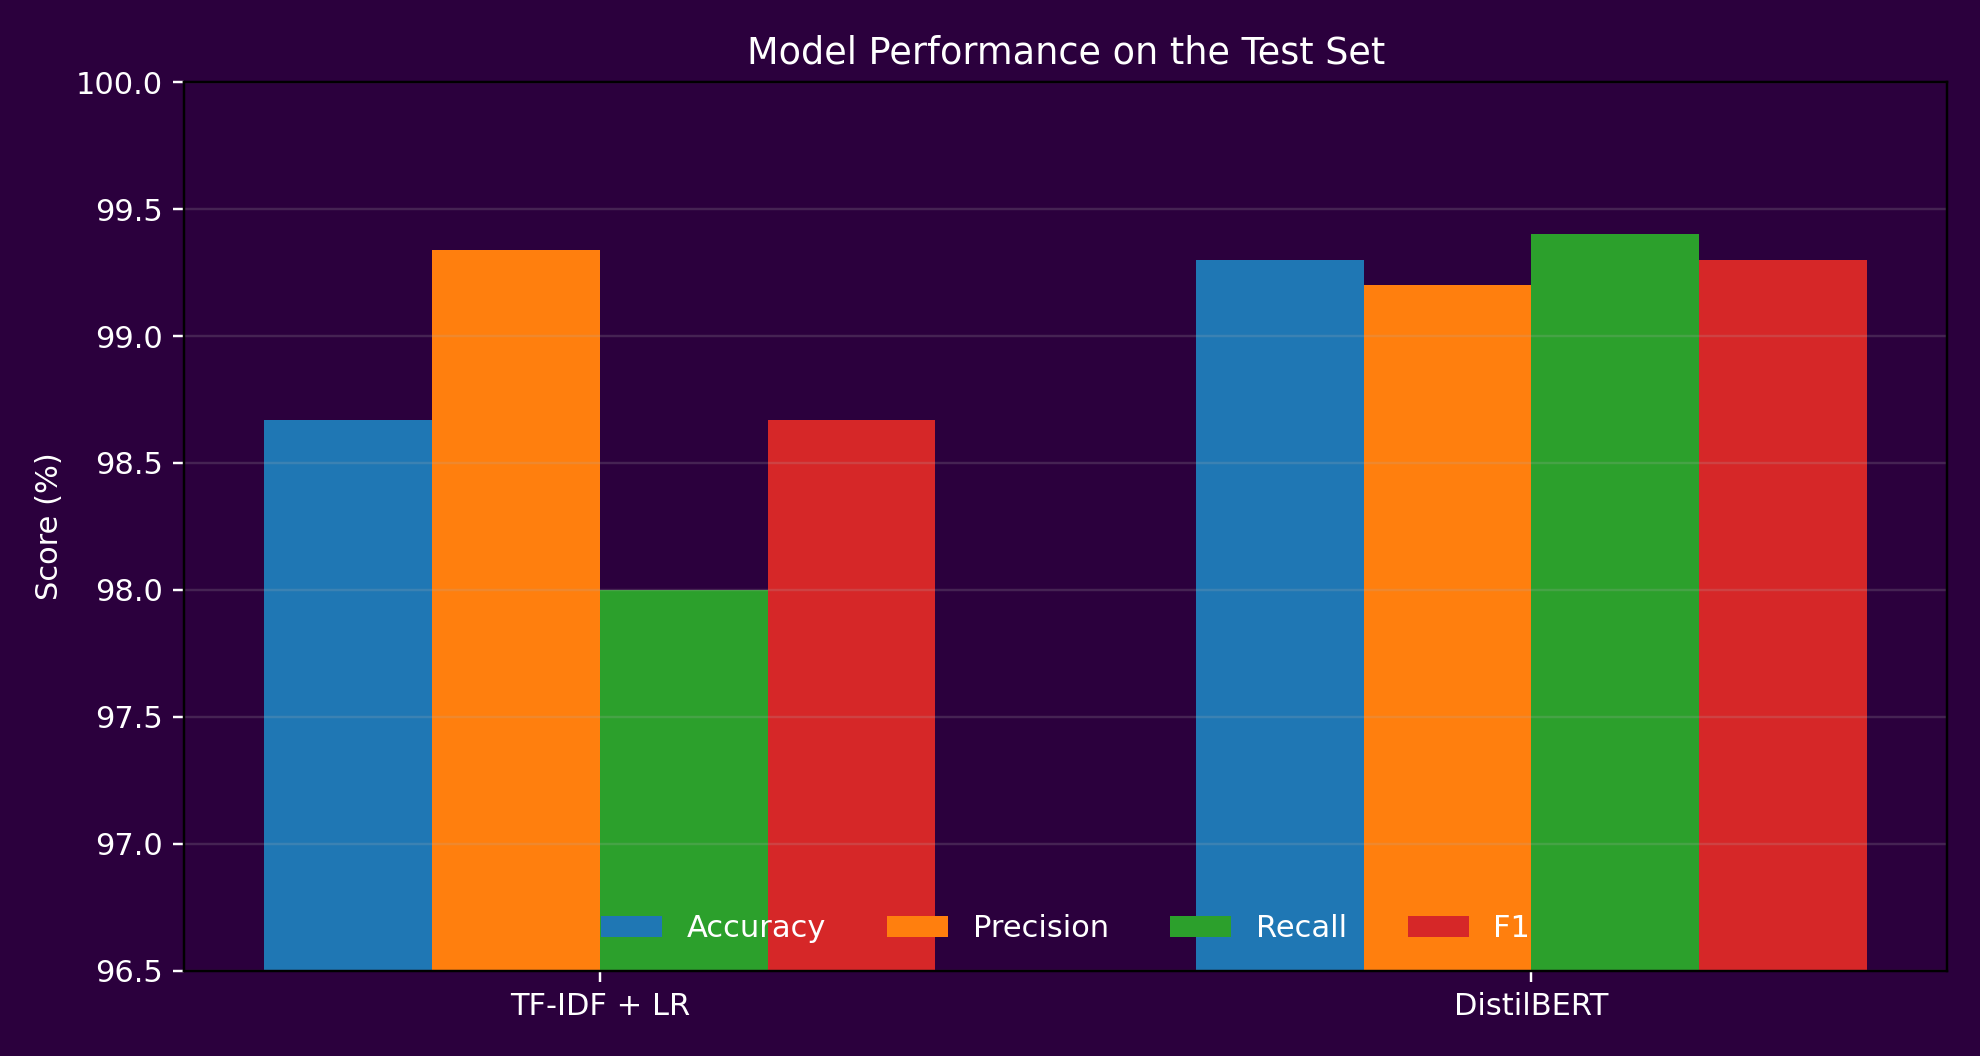 Model Performance on the Test Set
100.0
99.5
99.0
98.5
98.0
97.5
97.0
96.5
Score (%)
Accuracy Precision Recall F1
TF-IDF + LR DistilBERT